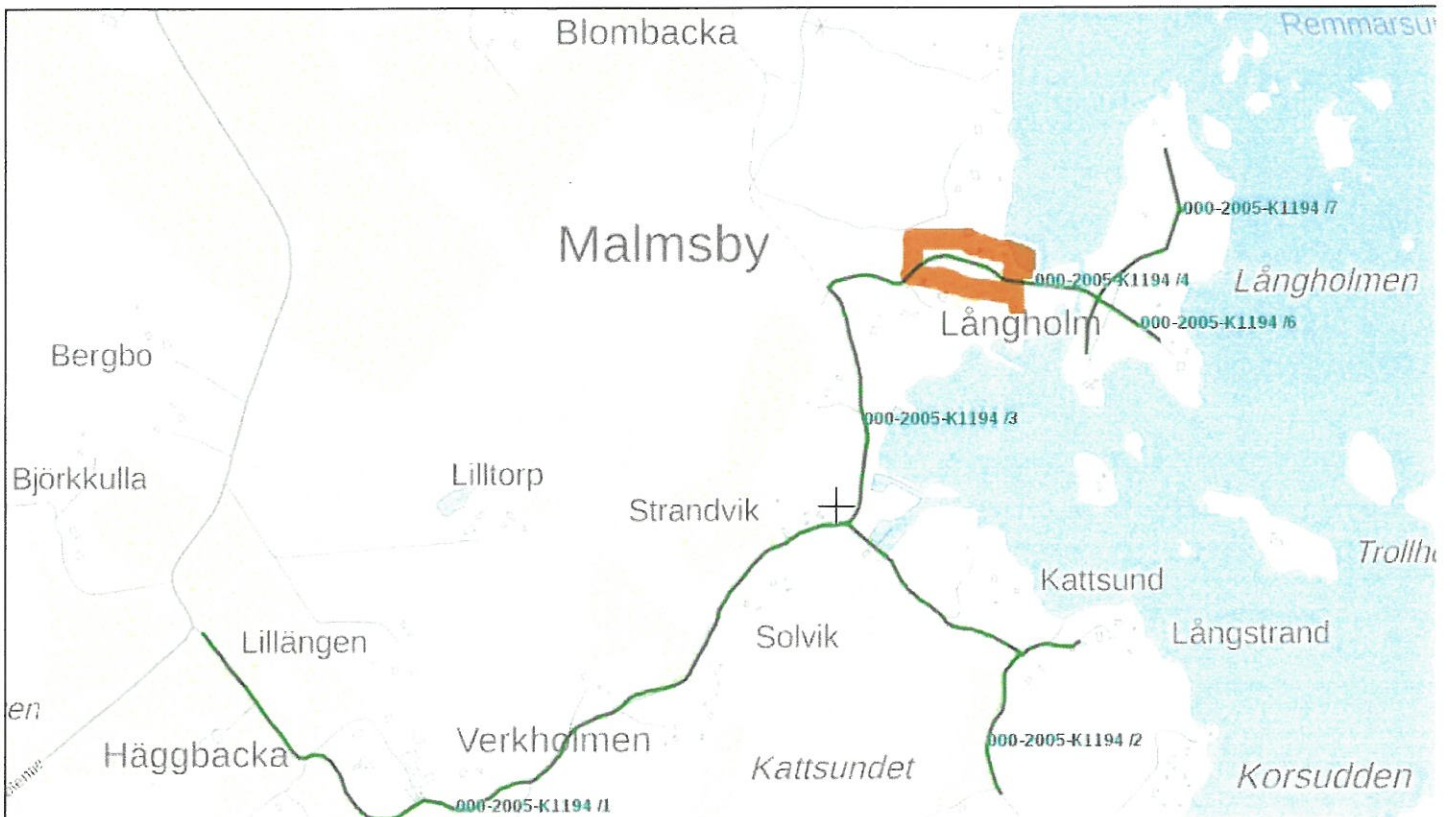 Blombacka
Malmsby
000-2005-K1194 /7
000-2005-K1194 /4
Långholmen
Långholm
000-2005-K1194 /6
Bergbo
000-2005-K1194 /3
Björkkulla
Lilltorp
Strandvik
Kattsund
Solvik
Långstrand
Lillängen
en
Häggbacka
Verkholmen
000-2005-K1194 /2
Kattsundet
Korsudden
000-2005-K1194 /1